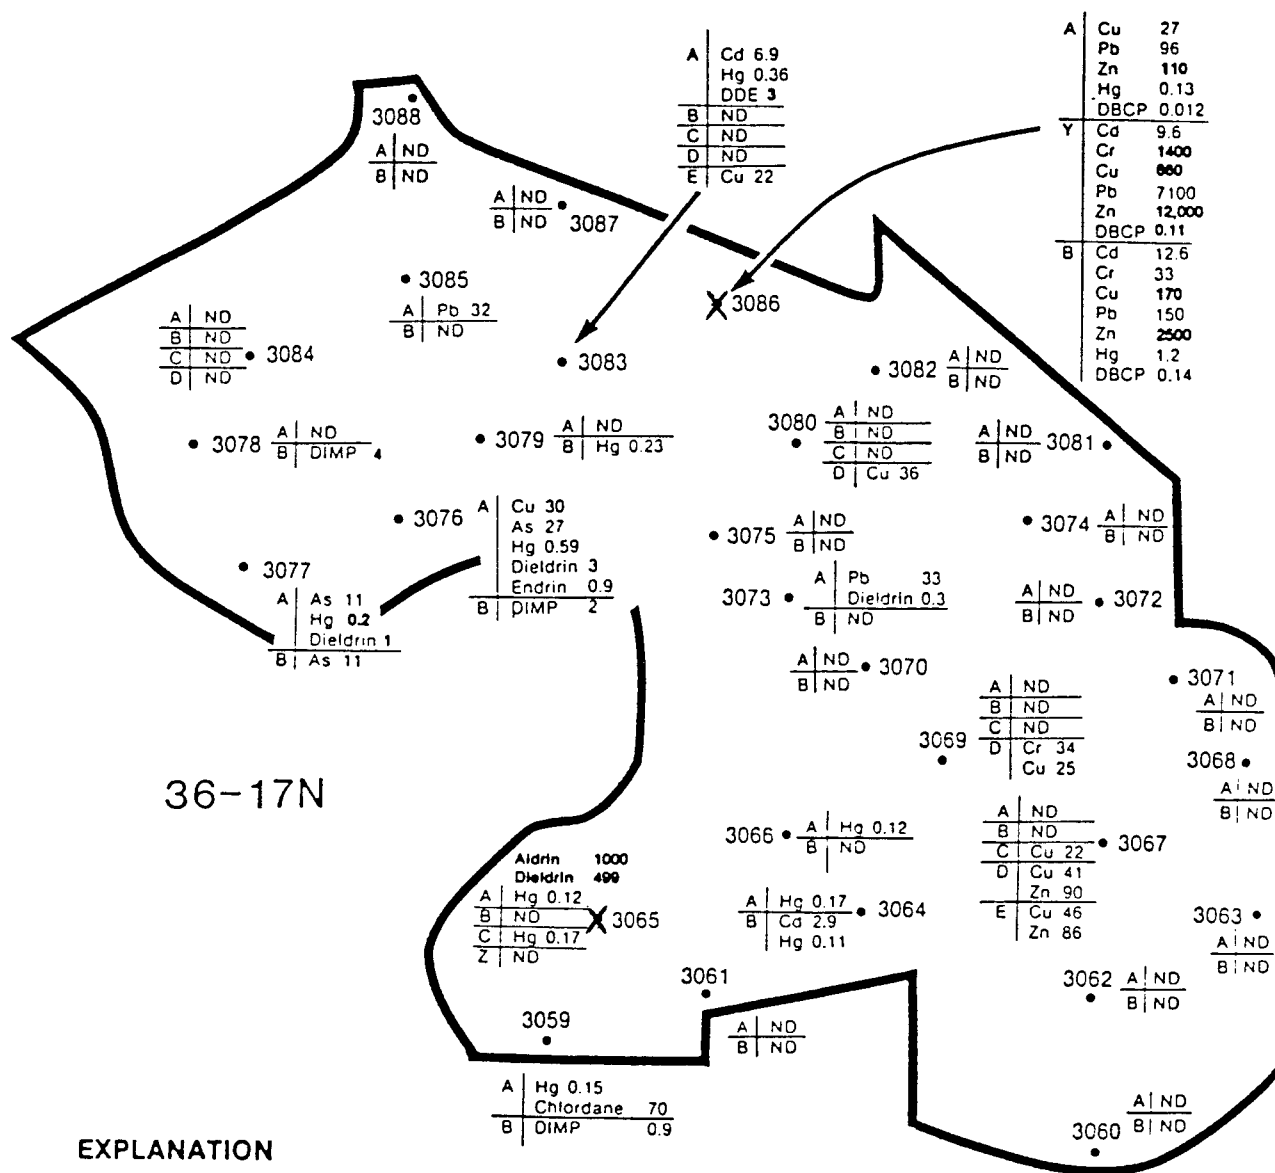 A Cu 27
Pb 96
Zn 110
Hg 0.13
DBCP 0.012
Y Cd 9.6
Cr 1400
Cu 860
Pb 7100
Zn 12,000
DBCP 0.11
B Cd 12.6
Cr 33
Cu 170
Pb 150
Zn 2500
Hg 1.2
DBCP 0.14
A Cd 6.9
Hg 0.36
DDE 3
B ND
C ND
D ND
E Cu 22
3088
A ND
B ND
A ND
B ND
3087
3085
A Pb 32
B ND
3086
A ND
B ND
C ND
D ND
3084
3083
3082
A ND
B ND
3078
A ND
B DIMP 4
3079
A ND
B Hg 0.23
3080
A ND
B ND
C ND
D Cu 36
A ND
B ND
3081
3076
A Cu 30
As 27
Hg 0.59
Dieldrin 3
Endrin 0.9
B DIMP 2
3075
A ND
B ND
3074
A ND
B ND
3077
A As 11
Hg 0.2
Dieldrin 1
B As 11
3073
A Pb 33
Dieldrin 0.3
B ND
A ND
B ND
3072
A ND
B ND
3070
3071
A ND
B ND
3069
A ND
B ND
C ND
D Cr 34
Cu 25
3068
A ND
B ND
36-17N
3066
A Hg 0.12
B ND
A ND
B ND
C Cu 22
D Cu 41
Zn 90
E Cu 46
Zn 86
3067
Aldrin 1000
Dieldrin 499
A Hg 0.12
B ND
C Hg 0.17
Z ND
3065
A Hg 0.17
B Cd 2.9
Hg 0.11
3064
3063
A ND
B ND
3061
A ND
B ND
3062
A ND
B ND
3059
A Hg 0.15
Chlordane 70
B DIMP 0.9
3060
A ND
B ND
EXPLANATION